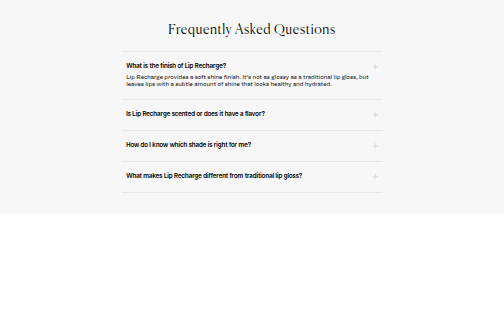 Frequently Asked Questions
What is the finish of Lip Recharge?
Lip Recharge provides a soft shine finish. It's not as glossy as a traditional lip gloss, but
leaves lips with a subtle amount of shine that looks healthy and hydrated.
Is Lip Recharge scented or does it have a flavor?
How do I know which shade is right for me?
What makes Lip Recharge different from traditional lip gloss?